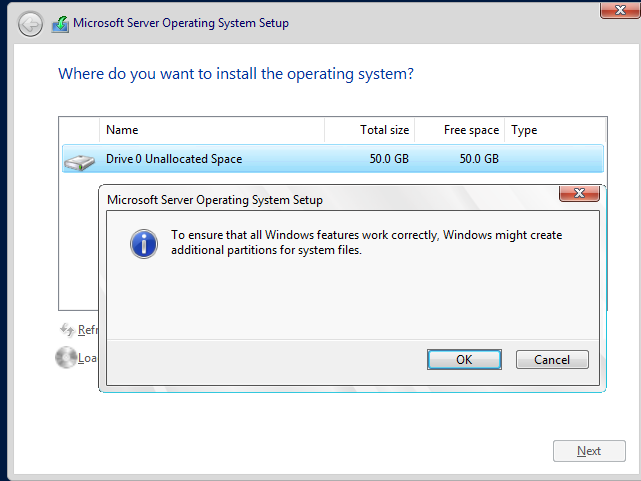 Microsoft Server Operating System Setup
Where do you want to install the operating system?
Name Total size Free space Type
Drive 0 Unallocated Space 50.0 GB 50.0 GB
Microsoft Server Operating System Setup
To ensure that all Windows features work correctly, Windows might create
additional partitions for system files.
Refr
Loa
OK Cancel
Next